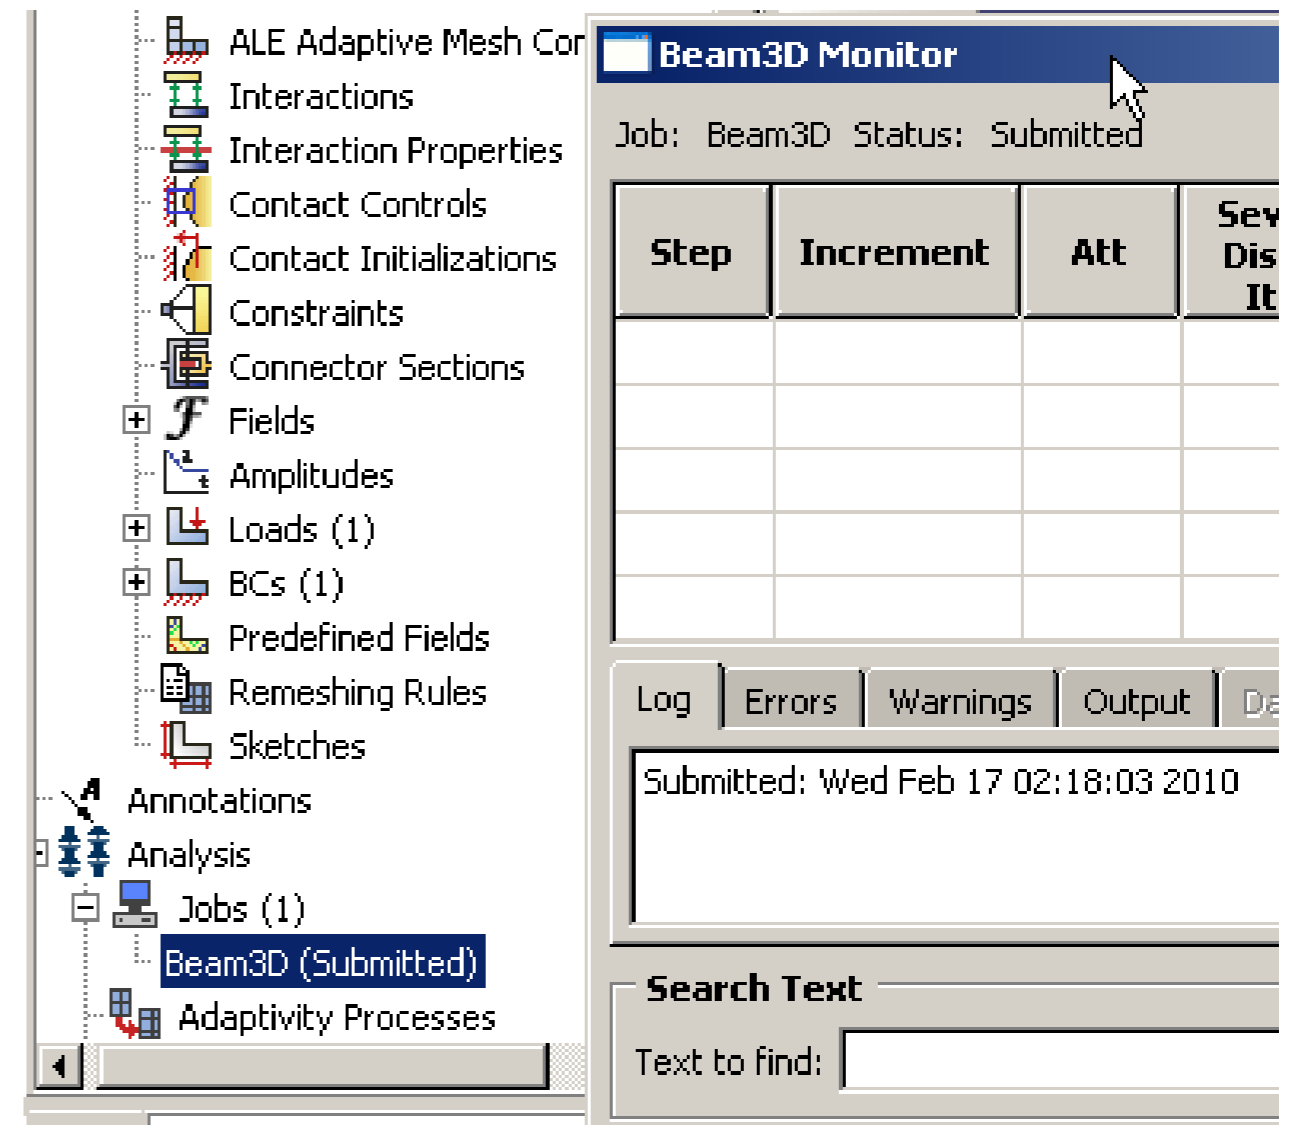 ALE Adaptive Mesh Con
Interactions
Interaction Properties
Contact Controls
Contact Initializations
Constraints
Connector Sections
Fields
Amplitudes
Loads (1)
BCs (1)
Predefined Fields
Remeshing Rules
Sketches
Annotations
Analysis
Jobs (1)
Beam3D (Submitted)
Adaptivity Processes
Beam3D Monitor
Job: Beam3D Status: Submitted
Step Increment Att Sev
Dis
It
Log Errors Warnings Output Da
Submitted: Wed Feb 17 02:18:03 2010
Search Text
Text to find: